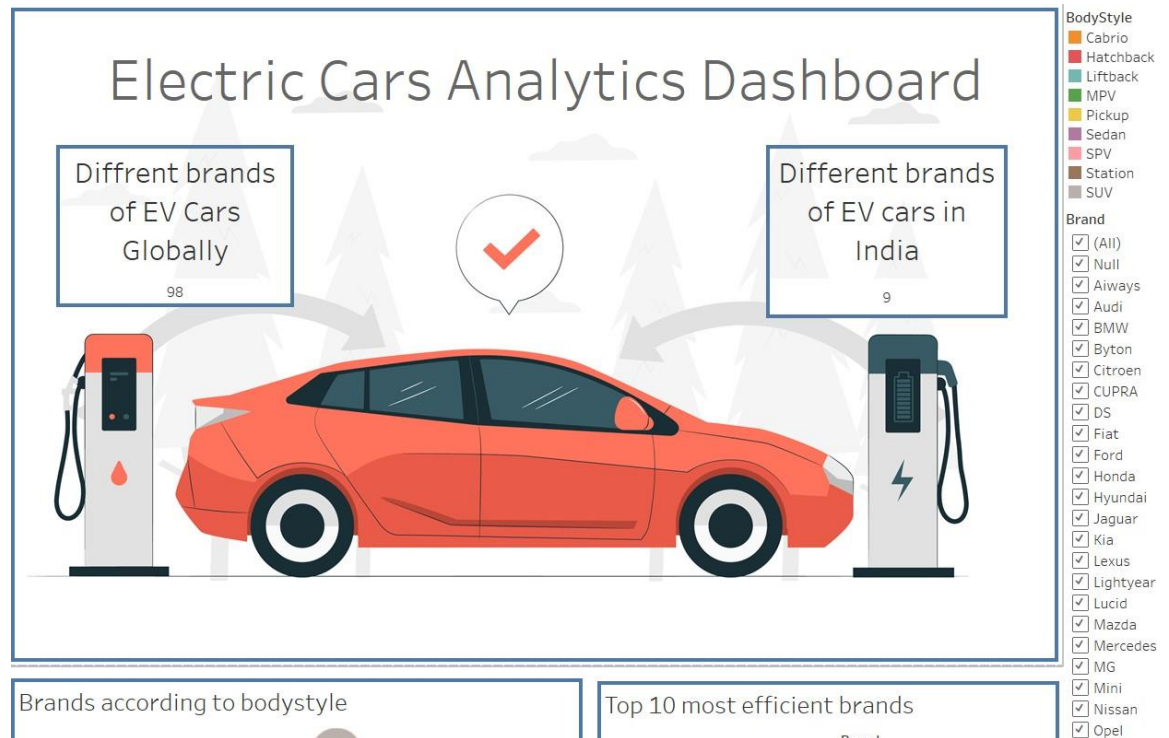 Electric Cars Analytics Dashboard
Diffrent brands
of EV Cars
Globally
98
Different brands
of EV cars in
India
9
Brands according to bodystyle
Top 10 most efficient brands
BodyStyle
Cabrio
Hatchback
Liftback
MPV
Pickup
Sedan
SPV
Station
SUV
Brand
(All)
Null
Aiways
Audi
BMW
Byton
Citroen
CUPRA
DS
Fiat
Ford
Honda
Hyundai
Jaguar
Kia
Lexus
Lightyear
Lucid
Mazda
Mercedes
MG
Mini
Nissan
Opel